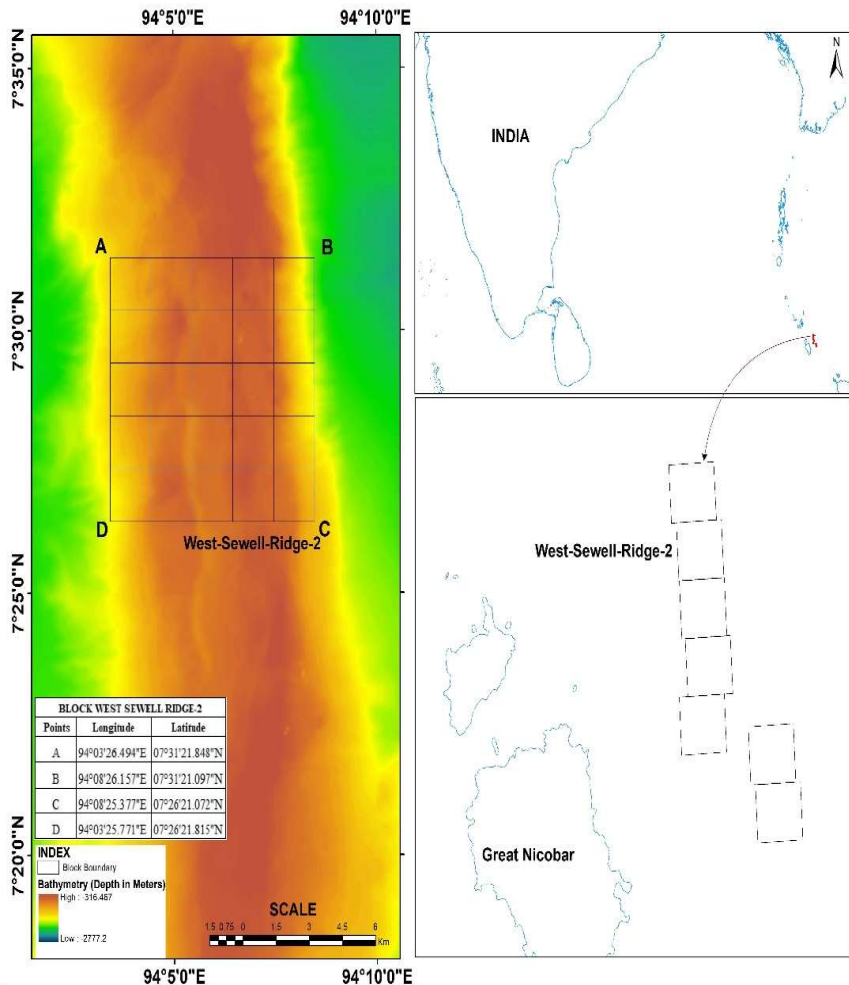 94°5'0"E 94°10'0"E
7°35'0"N
A B
7°30'0"N
D C
West-Sewell-Ridge-2
7°25'0"N
BLOCK WEST SEWELL RIDGE-2
Points Longitude Latitude
A 94°03'26.494"E 07°31'21.848"N
B 94°08'26.157"E 07°31'21.097"N
C 94°08'25.377"E 07°26'21.072"N
D 94°03'25.771"E 07°26'21.815"N
7°20'0"N
INDEX
Block Boundary
Bathymetry (Depth in Meters)
High : -316.467
Low : -2777.2
SCALE
1.5 0.75 0 1.5 3 4.5 6
Km
94°5'0"E 94°10'0"E
N
INDIA
West-Sewell-Ridge-2
Great Nicobar